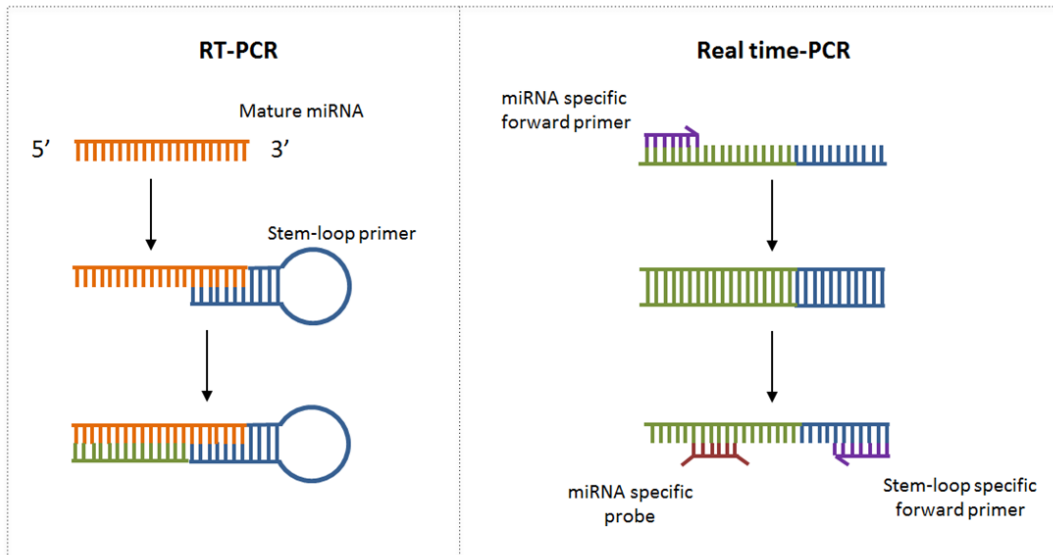 RT-PCR
Mature miRNA
5’
3’
Stem-loop primer
Real time-PCR
miRNA specific
forward primer
miRNA specific
probe
Stem-loop specific
forward primer